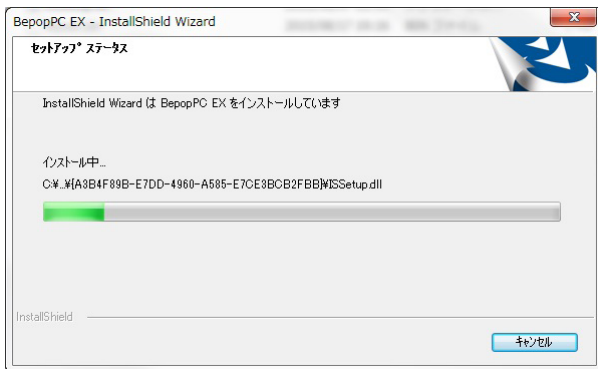 BepopPC EX - InstallShield Wizard
セットアップ ステータス
InstallShield Wizard は BepopPC EX をインストールしています
インストール中...
C:¥...¥{A3B4F89B-E7DD-4960-A585-E7CE3BCB2FBB}¥ISSetup.dll
InstallShield
キャンセル